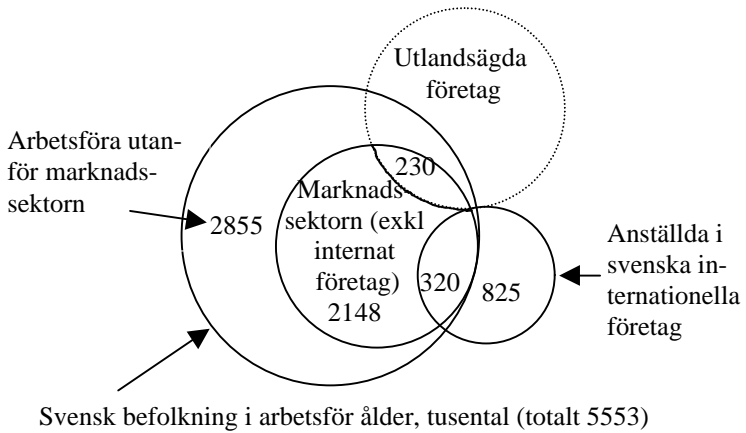 Utlandsägda
företag
Arbetsföra utan-
för marknads-
sektorn
230
Marknads-
sektorn (exkl
internat
företag)
2148
2855
320
825
Anställda i
svenska in-
ternationella
företag
Svensk befolkning i arbetsför ålder, tusental (totalt 5553)